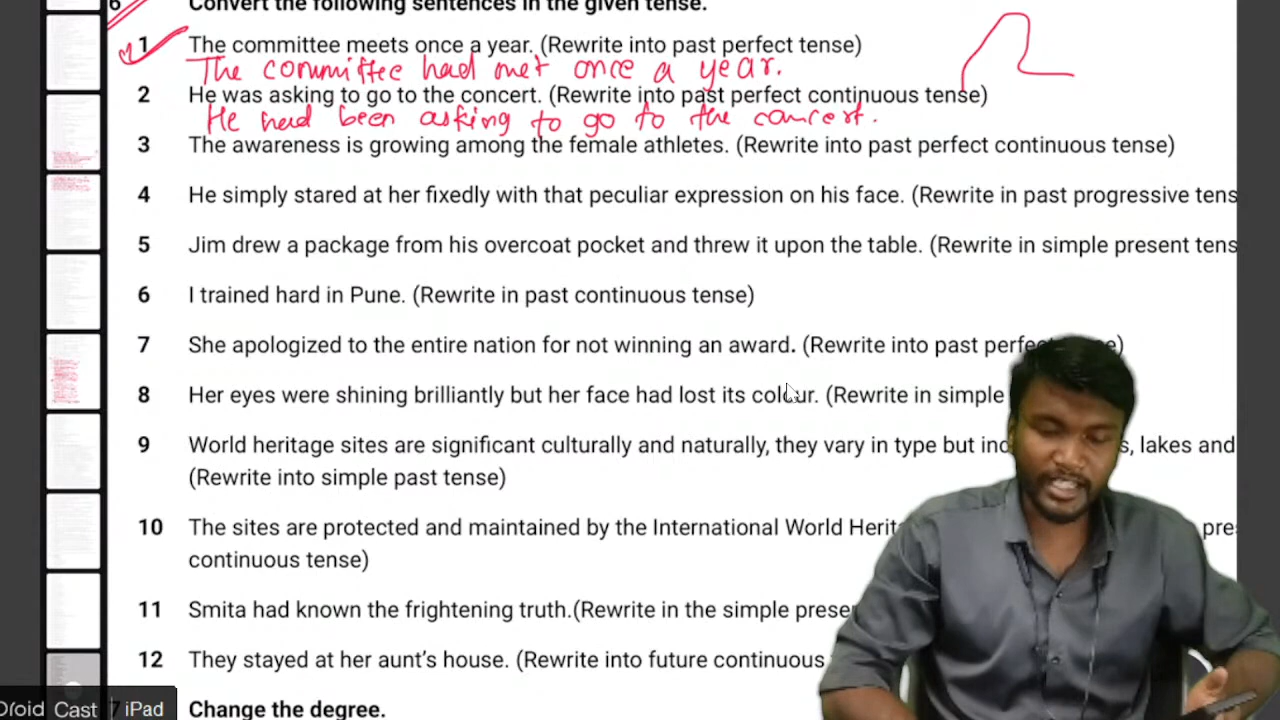 6 Convert the following sentences in the given tense.
1 The committee meets once a year. (Rewrite into past perfect tense)
The committee had met once a year.
2 He was asking to go to the concert. (Rewrite into past perfect continuous tense)
He had been asking to go to the concert.
3 The awareness is growing among the female athletes. (Rewrite into past perfect continuous tense)
4 He simply stared at her fixedly with that peculiar expression on his face. (Rewrite in past progressive tens
5 Jim drew a package from his overcoat pocket and threw it upon the table. (Rewrite in simple present tens
6 I trained hard in Pune. (Rewrite in past continuous tense)
7 She apologized to the entire nation for not winning an award. (Rewrite into past
8 Her eyes were shining brilliantly but her face had lost its colour. (Rewrite in simple
9 World heritage sites are significant culturally and naturally, they vary in type but lakes and
(Rewrite into simple past tense)
10 The sites are protected and maintained by the International World
continuous tense)
11 Smita had known the frightening truth.(Rewrite in the simple
12 They stayed at her aunt's house. (Rewrite into future continuous
7 Change the degree.
Droid Cast iPad